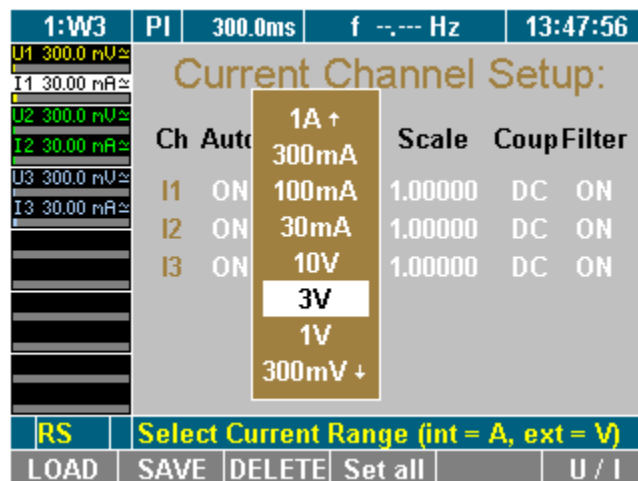 1:W3 PI 300.0ms f --.--- Hz 13:47:56
U1 300.0 mV≃
I1 30.00 mA≃
U2 300.0 mV≃
I2 30.00 mA≃
U3 300.0 mV≃
I3 30.00 mA≃
Current Channel Setup:
Ch Auto Scale Coup Filter
I1 ON 1.00000 DC ON
I2 ON 1.00000 DC ON
I3 ON 1.00000 DC ON
1A ↑
300mA
100mA
30mA
10V
3V
1V
300mV ↓
RS Select Current Range (int = A, ext = V)
LOAD SAVE DELETE Set all U / I